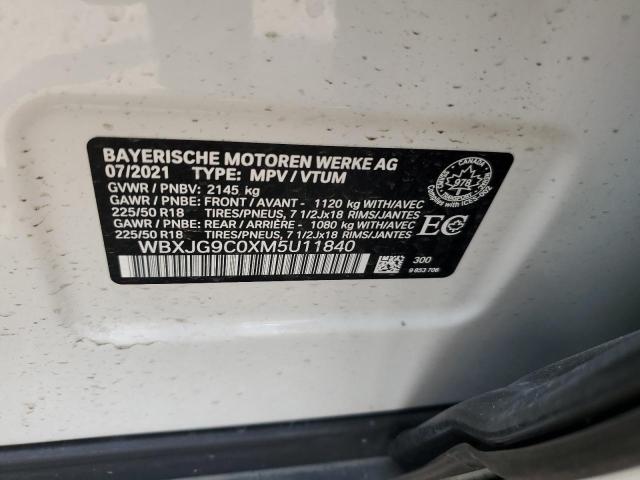 BAYERISCHE MOTOREN WERKE AG
07/2021 TYPE: MPV / VTUM
GVWR / PNBV: 2145 kg
GAWR / PNBE: FRONT / AVANT - 1120 kg WITH/AVEC
225/50 R18 TIRES/PNEUS, 7 1/2Jx18 RIMS/JANTES
GAWR / PNBE: REAR / ARRIÈRE - 1080 kg WITH/AVEC
225/50 R18 TIRES/PNEUS, 7 1/2Jx18 RIMS/JANTES
WBXJG9C0XM5U11840
978
EC
300
9 853 706